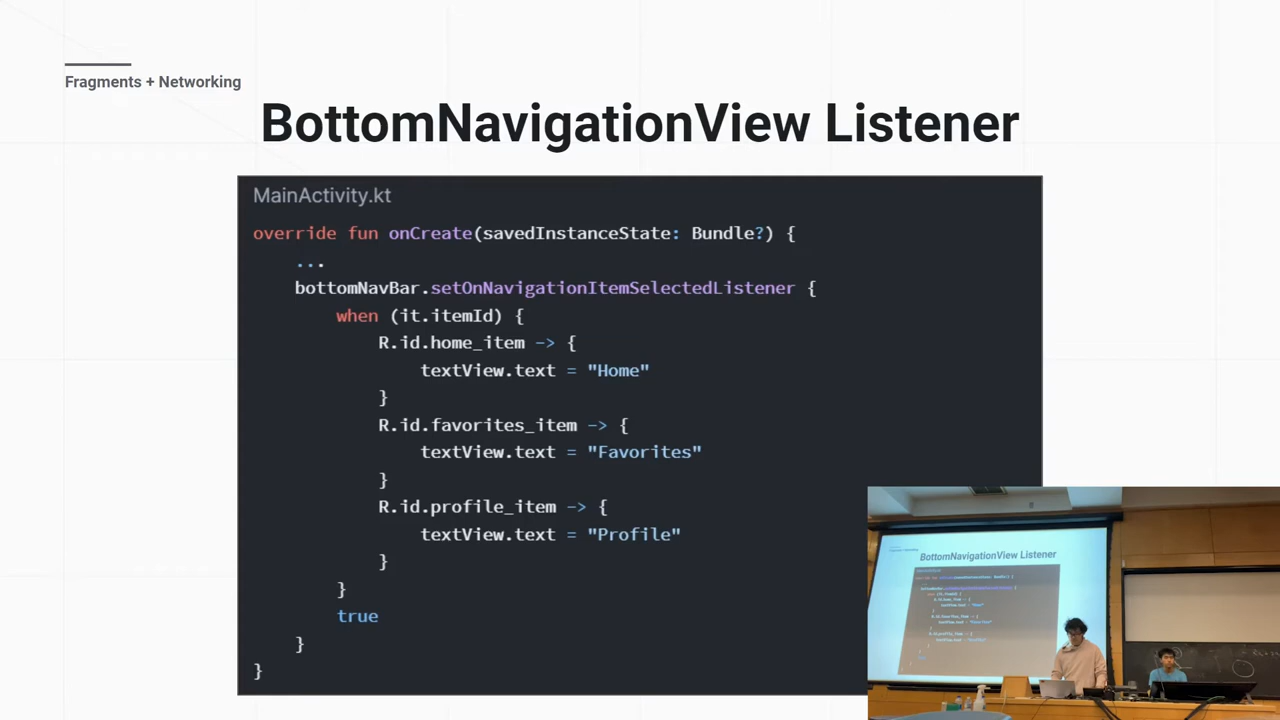 Fragments + Networking
BottomNavigationView Listener
MainActivity.kt
override fun onCreate(savedInstanceState: Bundle?) {
...
bottomNavBar.setOnNavigationItemSelectedListener {
when (it.itemId) {
R.id.home_item -> {
textView.text = "Home"
}
R.id.favorites_item -> {
textView.text = "Favorites"
}
R.id.profile_item -> {
textView.text = "Profile"
}
}
true
}
}
BottomNavigationView Listener